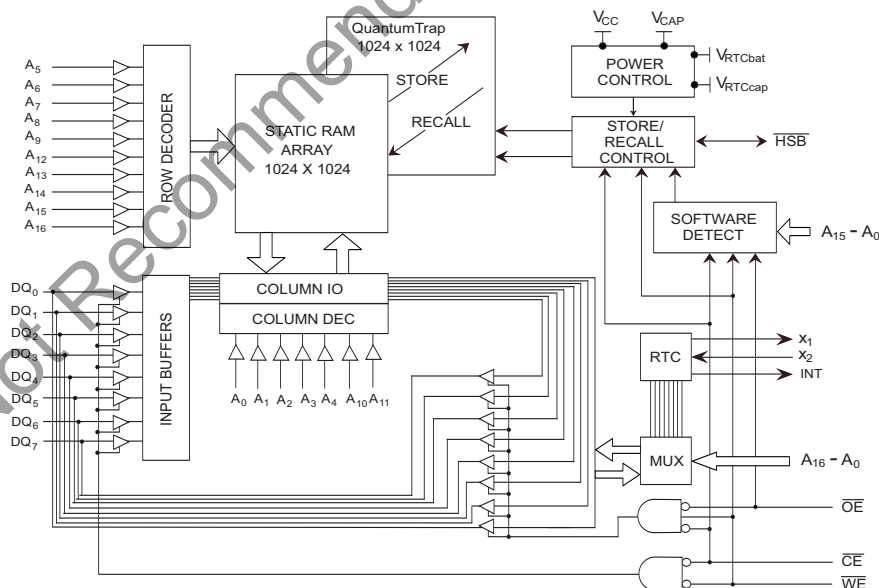 Not Recommend
QuantumTrap
1024 x 1024
STORE
RECALL
STATIC RAM
ARRAY
1024 X 1024
ROW DECODER
A5
A6
A7
A8
A9
A12
A13
A14
A15
A16
VCC
VCAP
POWER
CONTROL
VRTCbat
VRTCcap
STORE/
RECALL
CONTROL
HSB
SOFTWARE
DETECT
A15 - A0
DQ0
DQ1
DQ2
DQ3
DQ4
DQ5
DQ6
DQ7
INPUT BUFFERS
COLUMN IO
COLUMN DEC
A0 A1 A2 A3 A4 A10 A11
RTC
x1
x2
INT
MUX
A16 - A0
OE
CE
WE